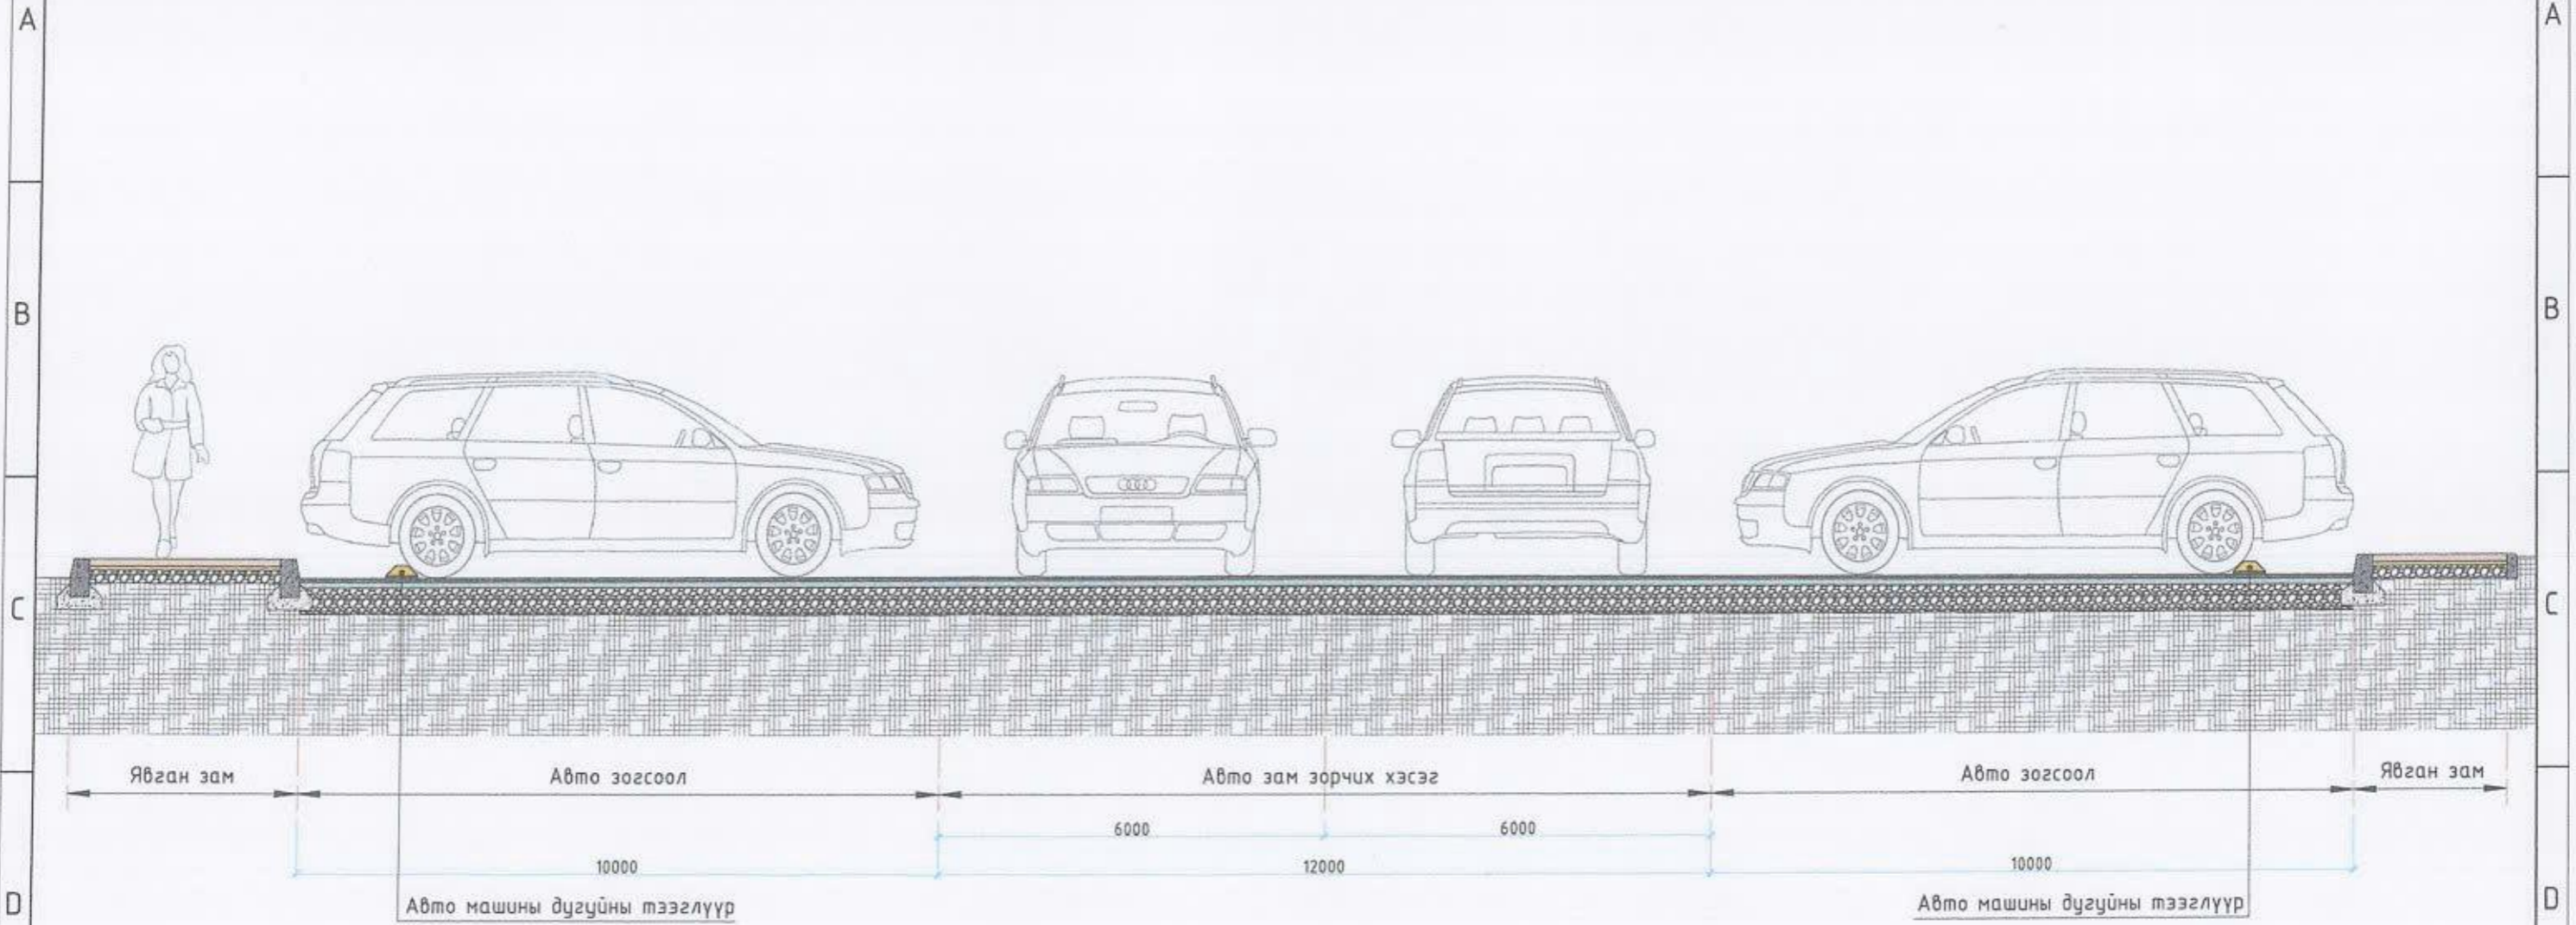 A
A
B
B
C
C
Явган зам
Авто зогсоол
Авто зам зорчих хэсэг
Авто зогсоол
Явган зам
6000
6000
10000
12000
10000
D
Авто машины дугуйны тээглүүр
Авто машины дугуйны тээглүүр
D